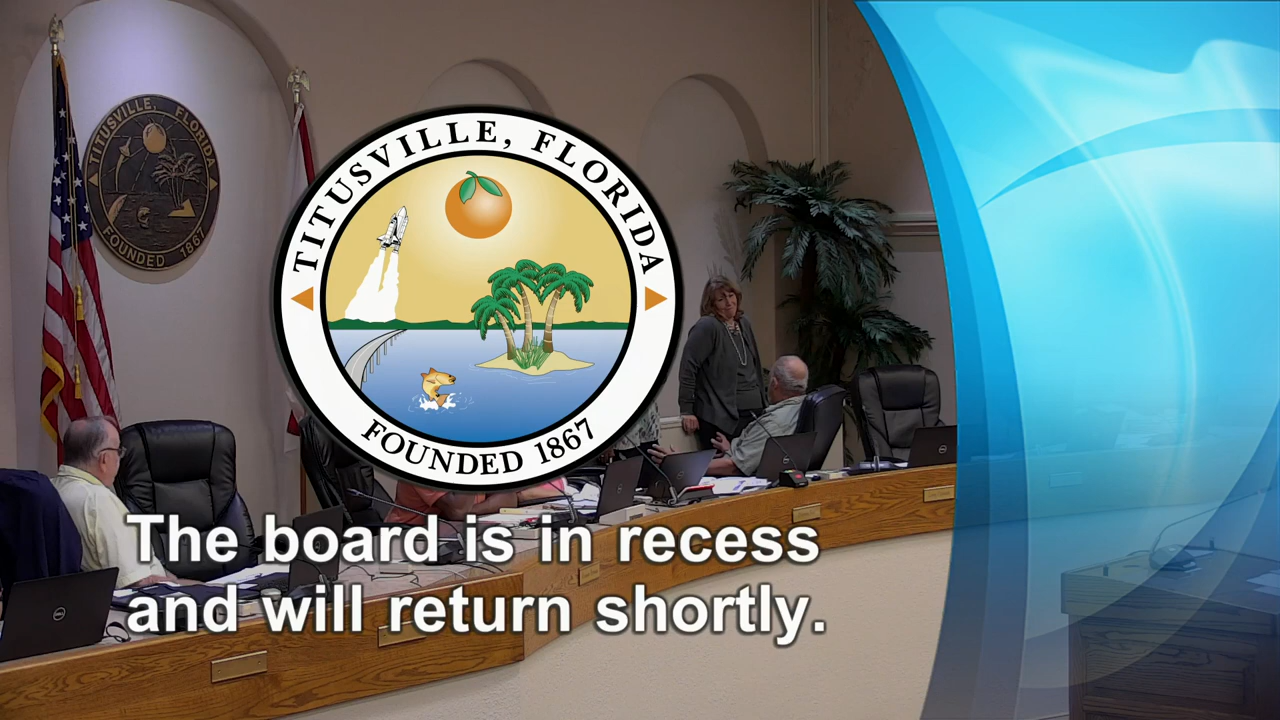 TITUSVILLE, FLORIDA
FOUNDED 1867
TITUSVILLE, FLORIDA
FOUNDED 1867
The board is in recess
and will return shortly.